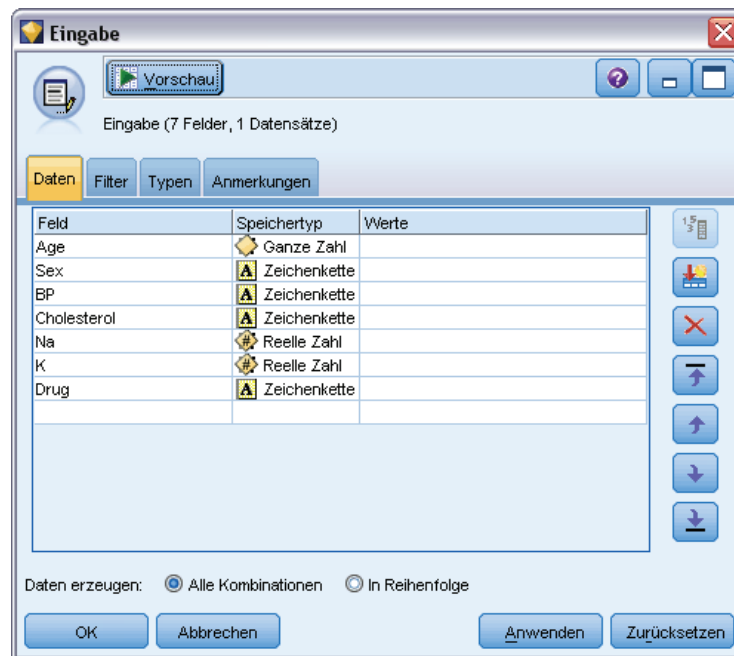 Eingabe
Vorschau
Eingabe (7 Felder, 1 Datensätze)
Daten Filter Typen Anmerkungen
Feld Speichertyp Werte
Age Ganze Zahl
Sex A Zeichenkette
BP A Zeichenkette
Cholesterol A Zeichenkette
Na # Reelle Zahl
K # Reelle Zahl
Drug A Zeichenkette
Daten erzeugen: Alle Kombinationen In Reihenfolge
OK Abbrechen Anwenden Zurücksetzen